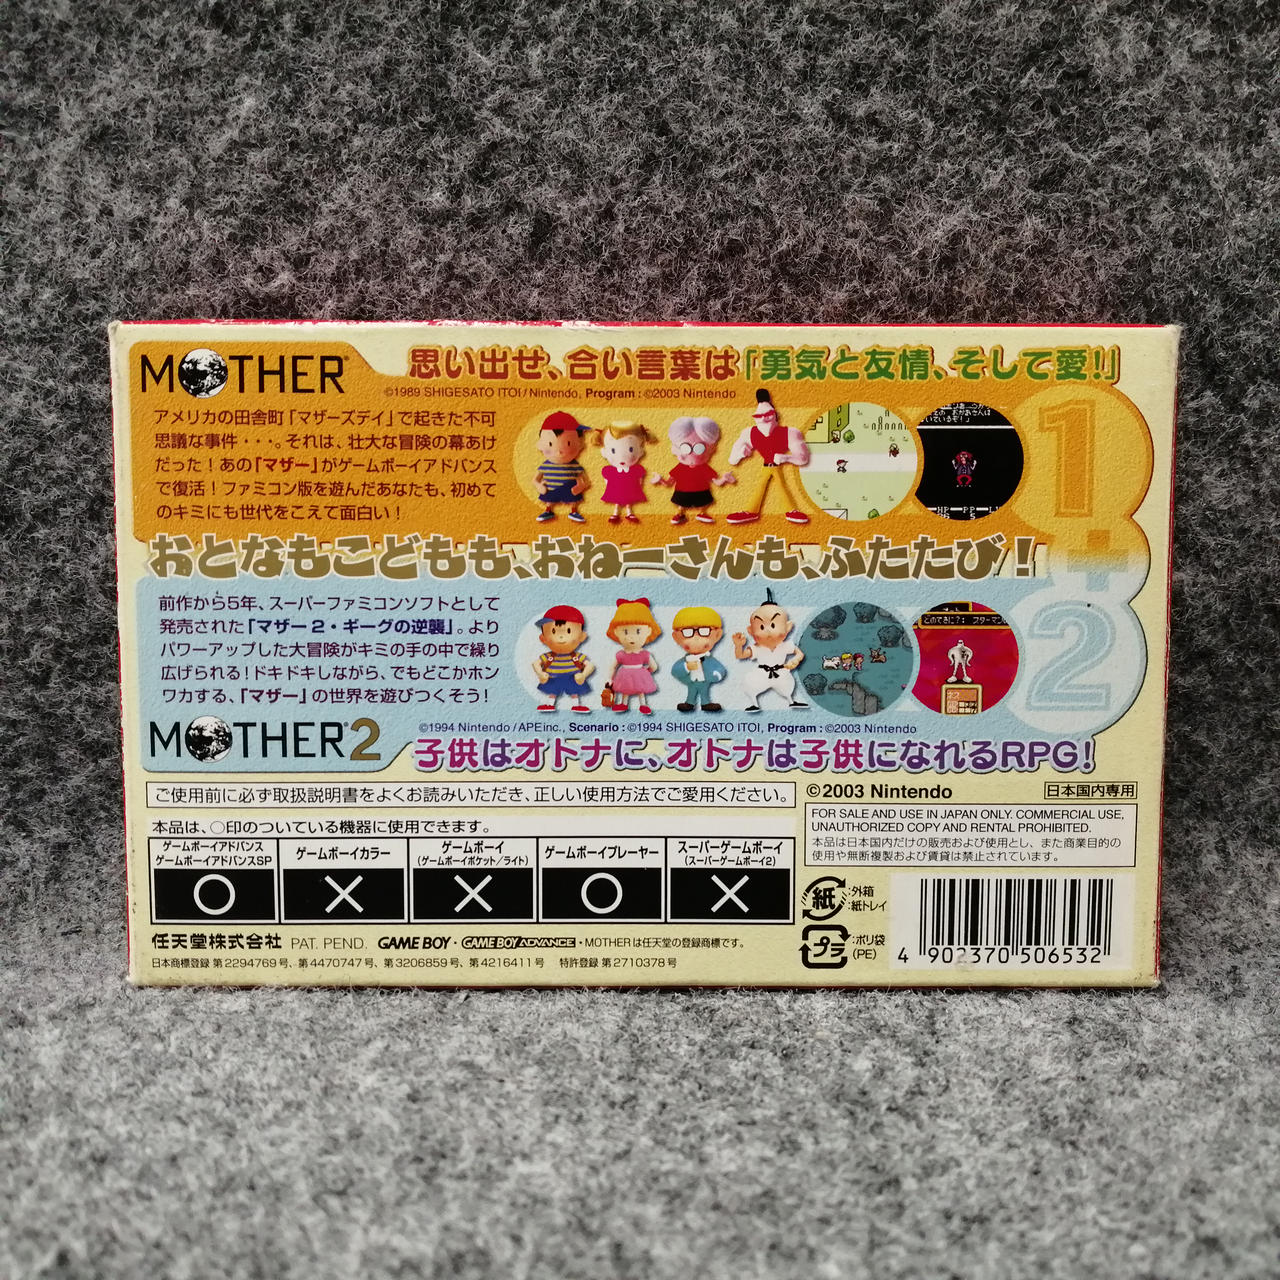 MOTHER®
思い出せ、合い言葉は「勇気と友情、そして愛!」
©1989 SHIGESATO ITOI / Nintendo, Program : ©2003 Nintendo
アメリカの田舎町「マザーズデイ」で起きた不可
思議な事件・・・。それは、壮大な冒険の幕あけ
だった！あの「マザー」がゲームボーイアドバンス
で復活！ファミコン版を遊んだあなたも、初めて
のキミにも世代をこえて面白い！
1
おとなもこどもも、おねーさんも、ふたたび！
+
前作から5年、スーパーファミコンソフトとして
発売された「マザー２・ギーグの逆襲」。より
パワーアップした大冒険がキミの手の中で繰り
広げられる！ドキドキしながら、でもどこかホン
ワカする、「マザー」の世界を遊びつくそう！
2
MOTHER®2
©1994 Nintendo / APEinc., Scenario : ©1994 SHIGESATO ITOI, Program : ©2003 Nintendo
子供はオトナに、オトナは子供になれるRPG!
ご使用前に必ず取扱説明書をよくお読みいただき、正しい使用方法でご愛用ください。
©2003 Nintendo
日本国内専用
本品は、○印のついている機器に使用できます。
FOR SALE AND USE IN JAPAN ONLY. COMMERCIAL USE,
UNAUTHORIZED COPY AND RENTAL PROHIBITED.
本品は日本国内だけの販売および使用とし、また商業目的の
使用や無断複製および賃貸は禁止されています。
ゲームボーイアドバンス
ゲームボーイアドバンスSP
ゲームボーイカラー
ゲームボーイ
(ゲームボーイポケット／ライト)
ゲームボーイプレーヤー
スーパーゲームボーイ
(スーパーゲームボーイ2)
○ × × ○ ×
紙 :外箱
:紙トレイ
プラ :ポリ袋
(PE)
4 902370 506532
任天堂株式会社 PAT. PEND. GAME BOY・GAME BOY ADVANCE・MOTHERは任天堂の登録商標です。
日本商標登録 第2294769号、第4470747号、第3206859号、第4216411号 特許登録 第2710378号